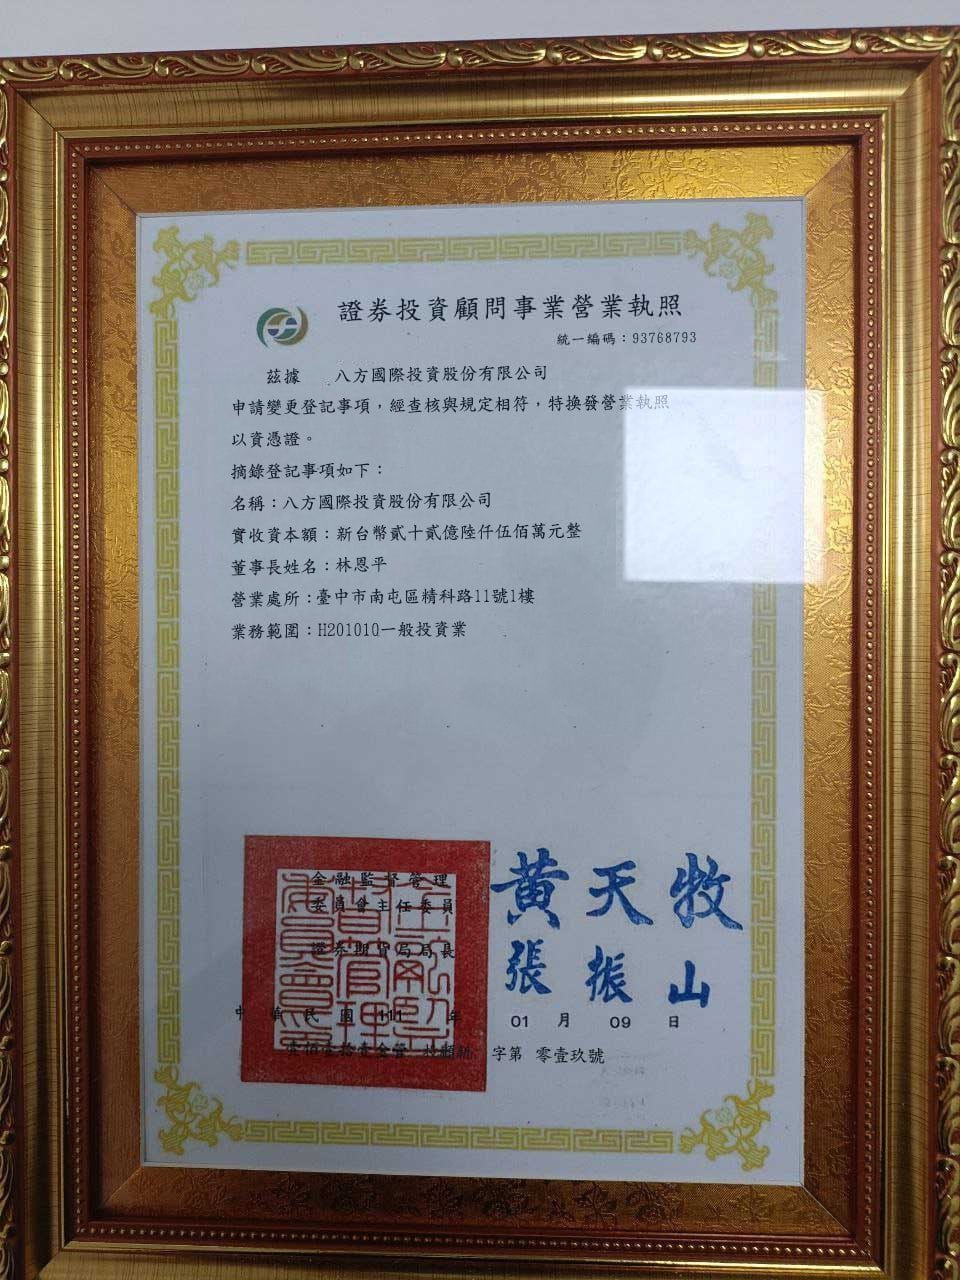 證券投資顧問事業營業執照
統一編碼：93768793
茲據 八方國際投資股份有限公司
申請變更登記事項，經查核與規定相符，特換發營業執照
以資憑證。
摘錄登記事項如下：
名稱：八方國際投資股份有限公司
實收資本額：新台幣貳十貳億陸仟伍佰萬元整
董事長姓名：林恩平
營業處所：臺中市南屯區精科路11號1樓
業務範圍：H201010一般投資業
金融監督管理
委員會主任委員
黃天牧
證券期貨局局長
張振山
中華民國 111 年 01 月 09 日
字第 零壹玖號